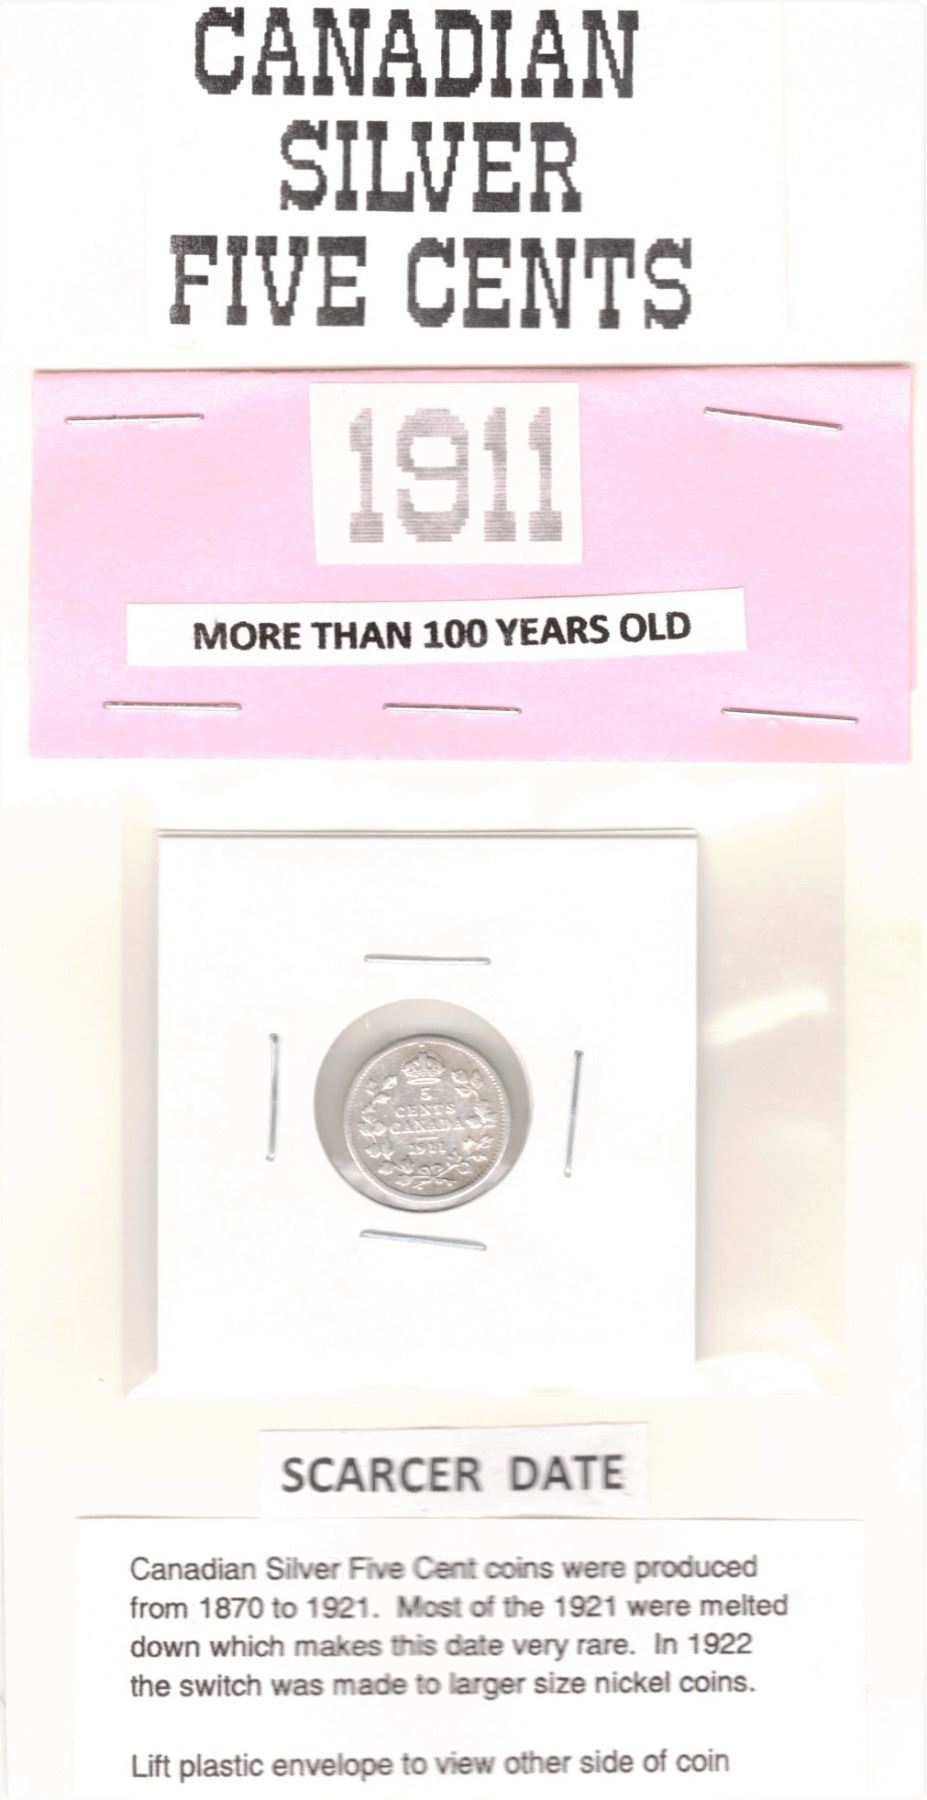 CANADIAN
SILVER
FIVE CENTS
1911
MORE THAN 100 YEARS OLD
5
CENTS
CANADA
1911
SCARCER DATE
Canadian Silver Five Cent coins were produced
from 1870 to 1921. Most of the 1921 were melted
down which makes this date very rare. In 1922
the switch was made to larger size nickel coins.
Lift plastic envelope to view other side of coin